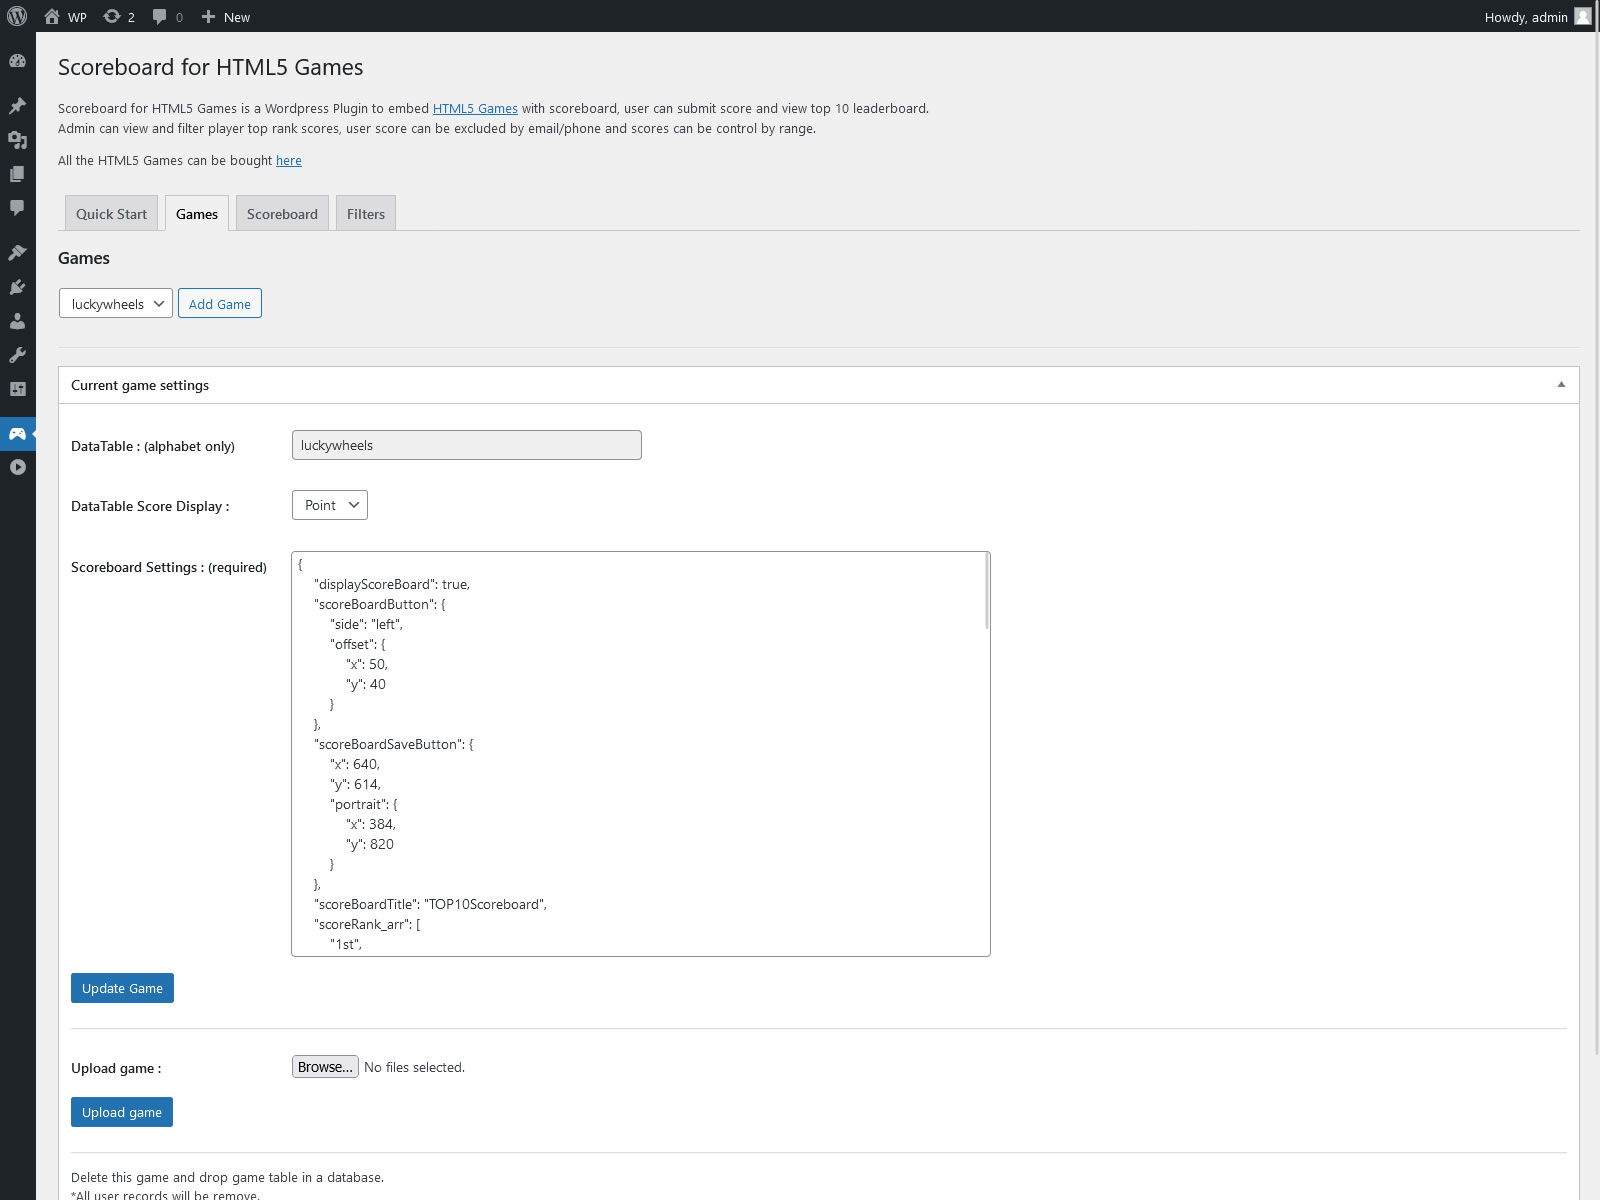 WP 2 0 New Howdy, admin
Scoreboard for HTML5 Games
Scoreboard for HTML5 Games is a Wordpress Plugin to embed HTML5 Games with scoreboard, user can submit score and view top 10 leaderboard.
Admin can view and filter player top rank scores, user score can be excluded by email/phone and scores can be control by range.
All the HTML5 Games can be bought here
Quick Start Games Scoreboard Filters
Games
luckywheels Add Game
Current game settings
DataTable : (alphabet only) luckywheels
DataTable Score Display : Point
Scoreboard Settings : (required)
{
"displayScoreBoard": true,
"scoreBoardButton": {
"side": "left",
"offset": {
"x": 50,
"y": 40
}
},
"scoreBoardSaveButton": {
"x": 640,
"y": 614,
"portrait": {
"x": 384,
"y": 820
}
},
"scoreBoardTitle": "TOP10Scoreboard",
"scoreRank_arr": [
"1st",
Update Game
Upload game : Browse... No files selected.
Upload game
Delete this game and drop game table in a database.
*All user records will be remove.